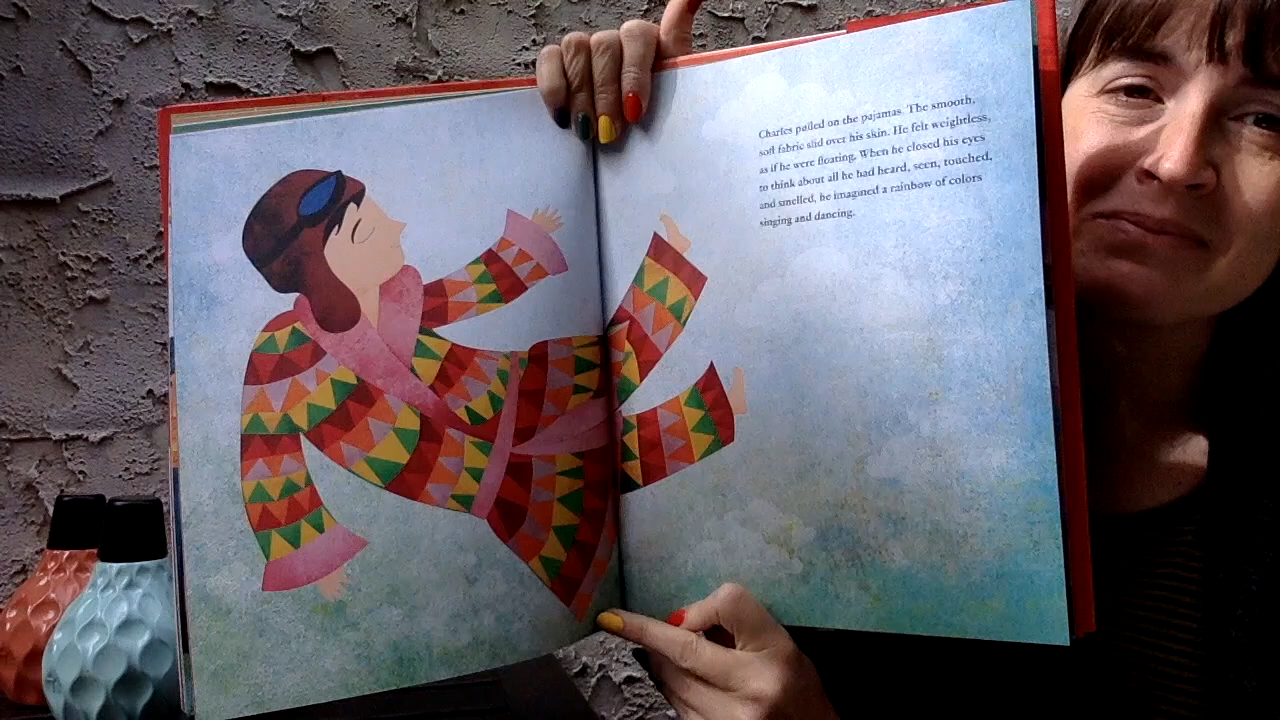 Charles pulled on the pajamas. The smooth,
soft fabric slid over his skin. He felt weightless,
as if he were floating. When he closed his eyes
to think about all he had heard, seen, touched,
and smelled, he imagined a rainbow of colors
singing and dancing.